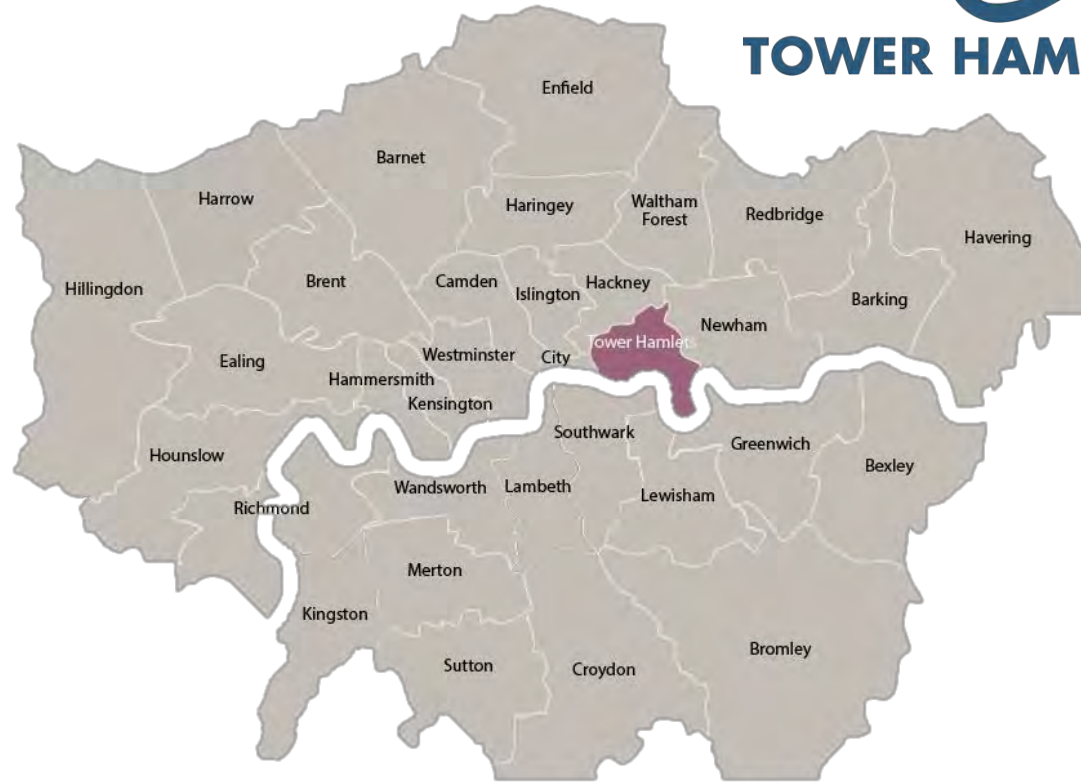 TOWER HAM
Enfield
Barnet
Harrow
Haringey
Waltham
Forest
Redbridge
Havering
Hillingdon
Brent
Camden
Islington
Hackney
Barking
Newham
Ealing
Westminster
City
Tower Hamlet
Hammersmith
Kensington
Southwark
Greenwich
Hounslow
Bexley
Wandsworth
Lambeth
Lewisham
Richmond
Merton
Kingston
Bromley
Sutton
Croydon